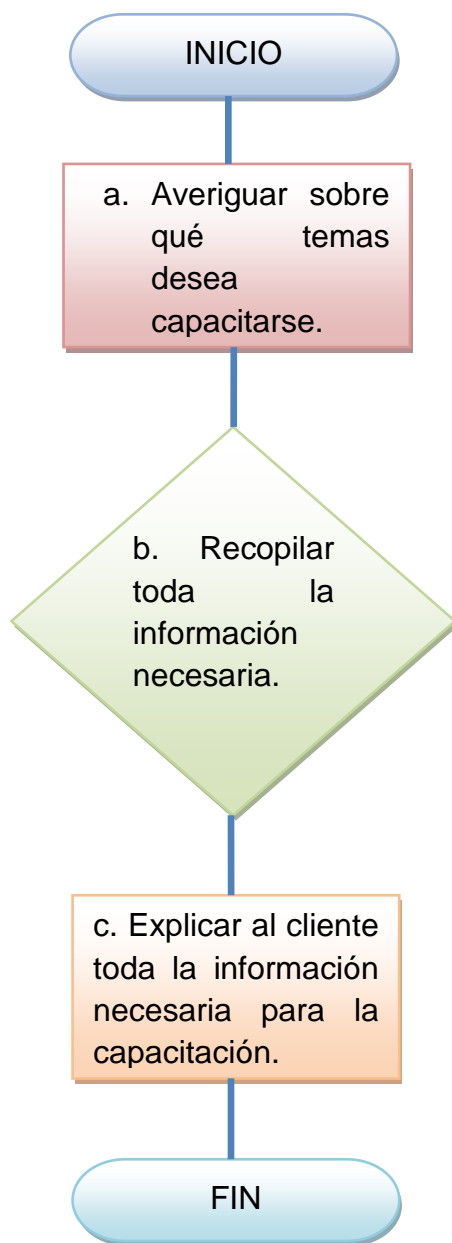 INICIO
a. Averiguar sobre
qué temas
desea
capacitarse.
b. Recopilar
toda la
información
necesaria.
c. Explicar al cliente
toda la información
necesaria para la
capacitación.
FIN